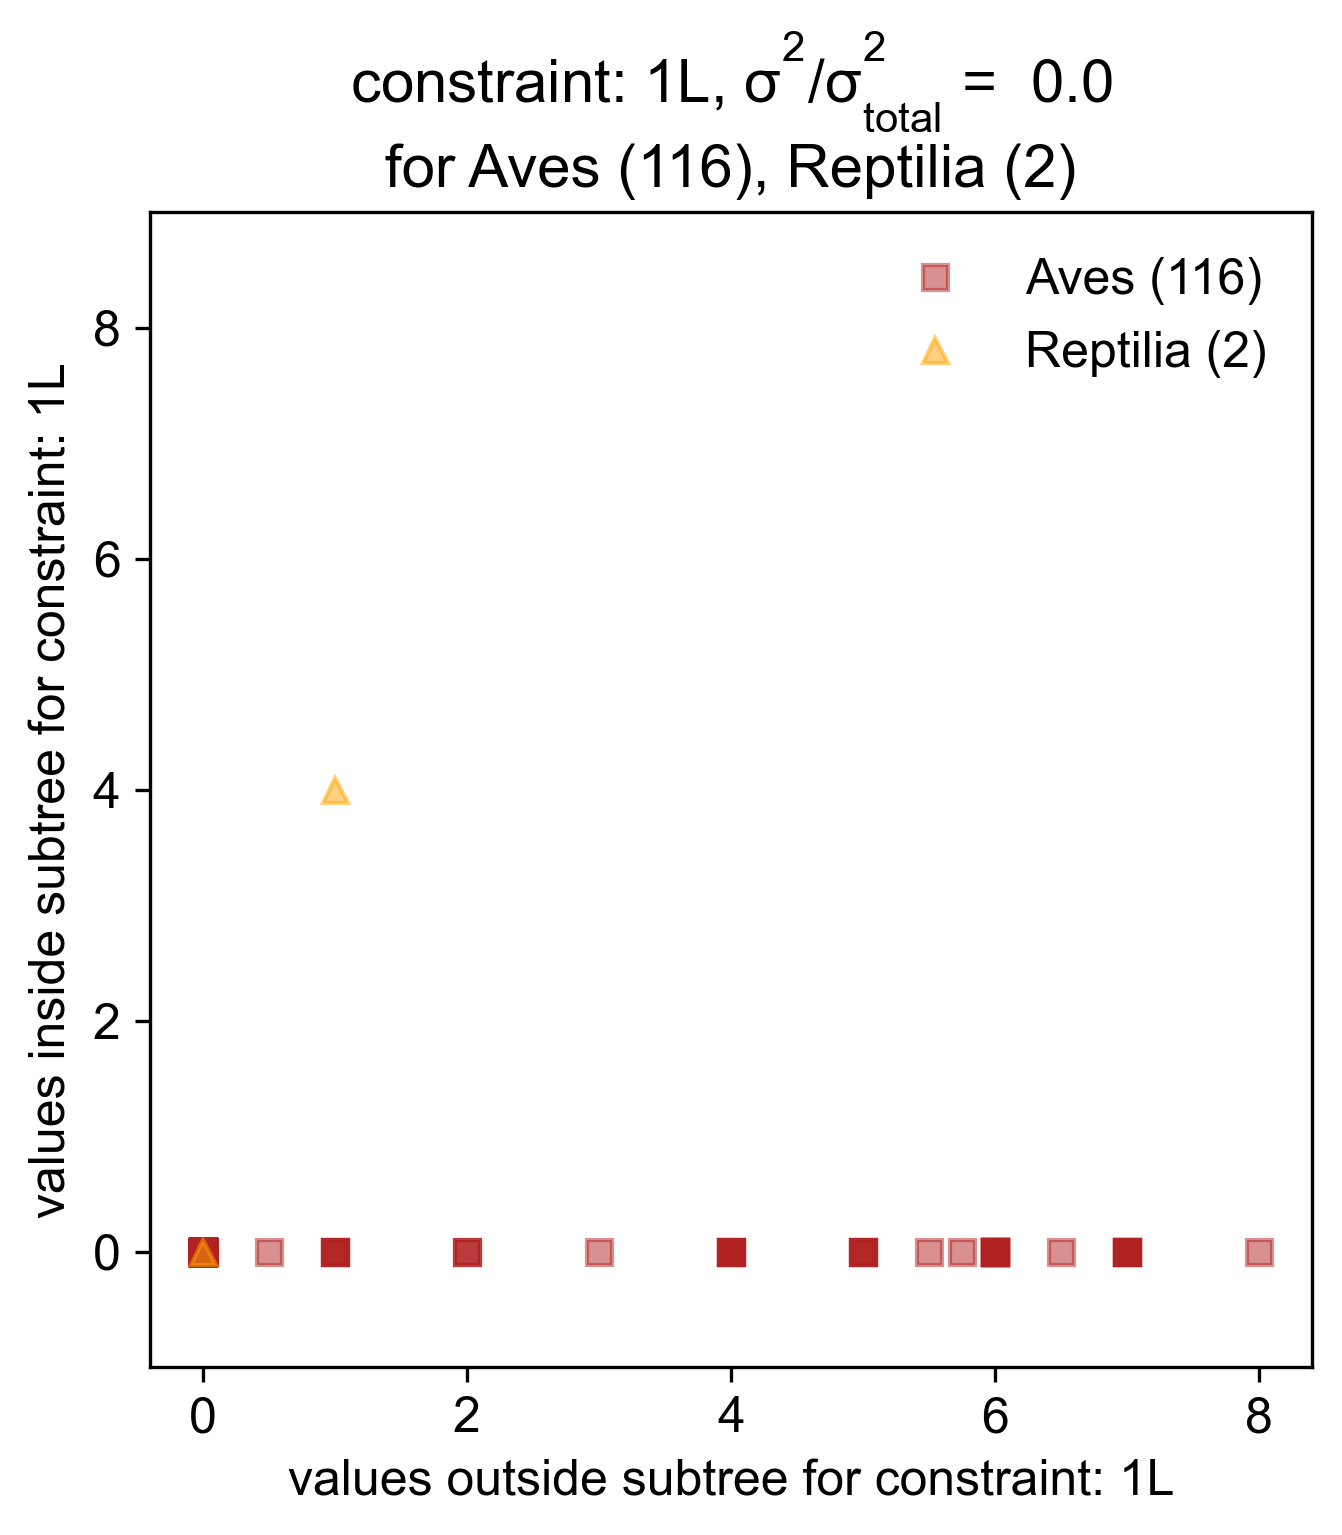 constraint: 1L, σ²/σ²total = 0.0
for Aves (116), Reptilia (2)
Aves (116)
Reptilia (2)
values inside subtree for constraint: 1L
8
6
4
2
0
0 2 4 6 8
values outside subtree for constraint: 1L